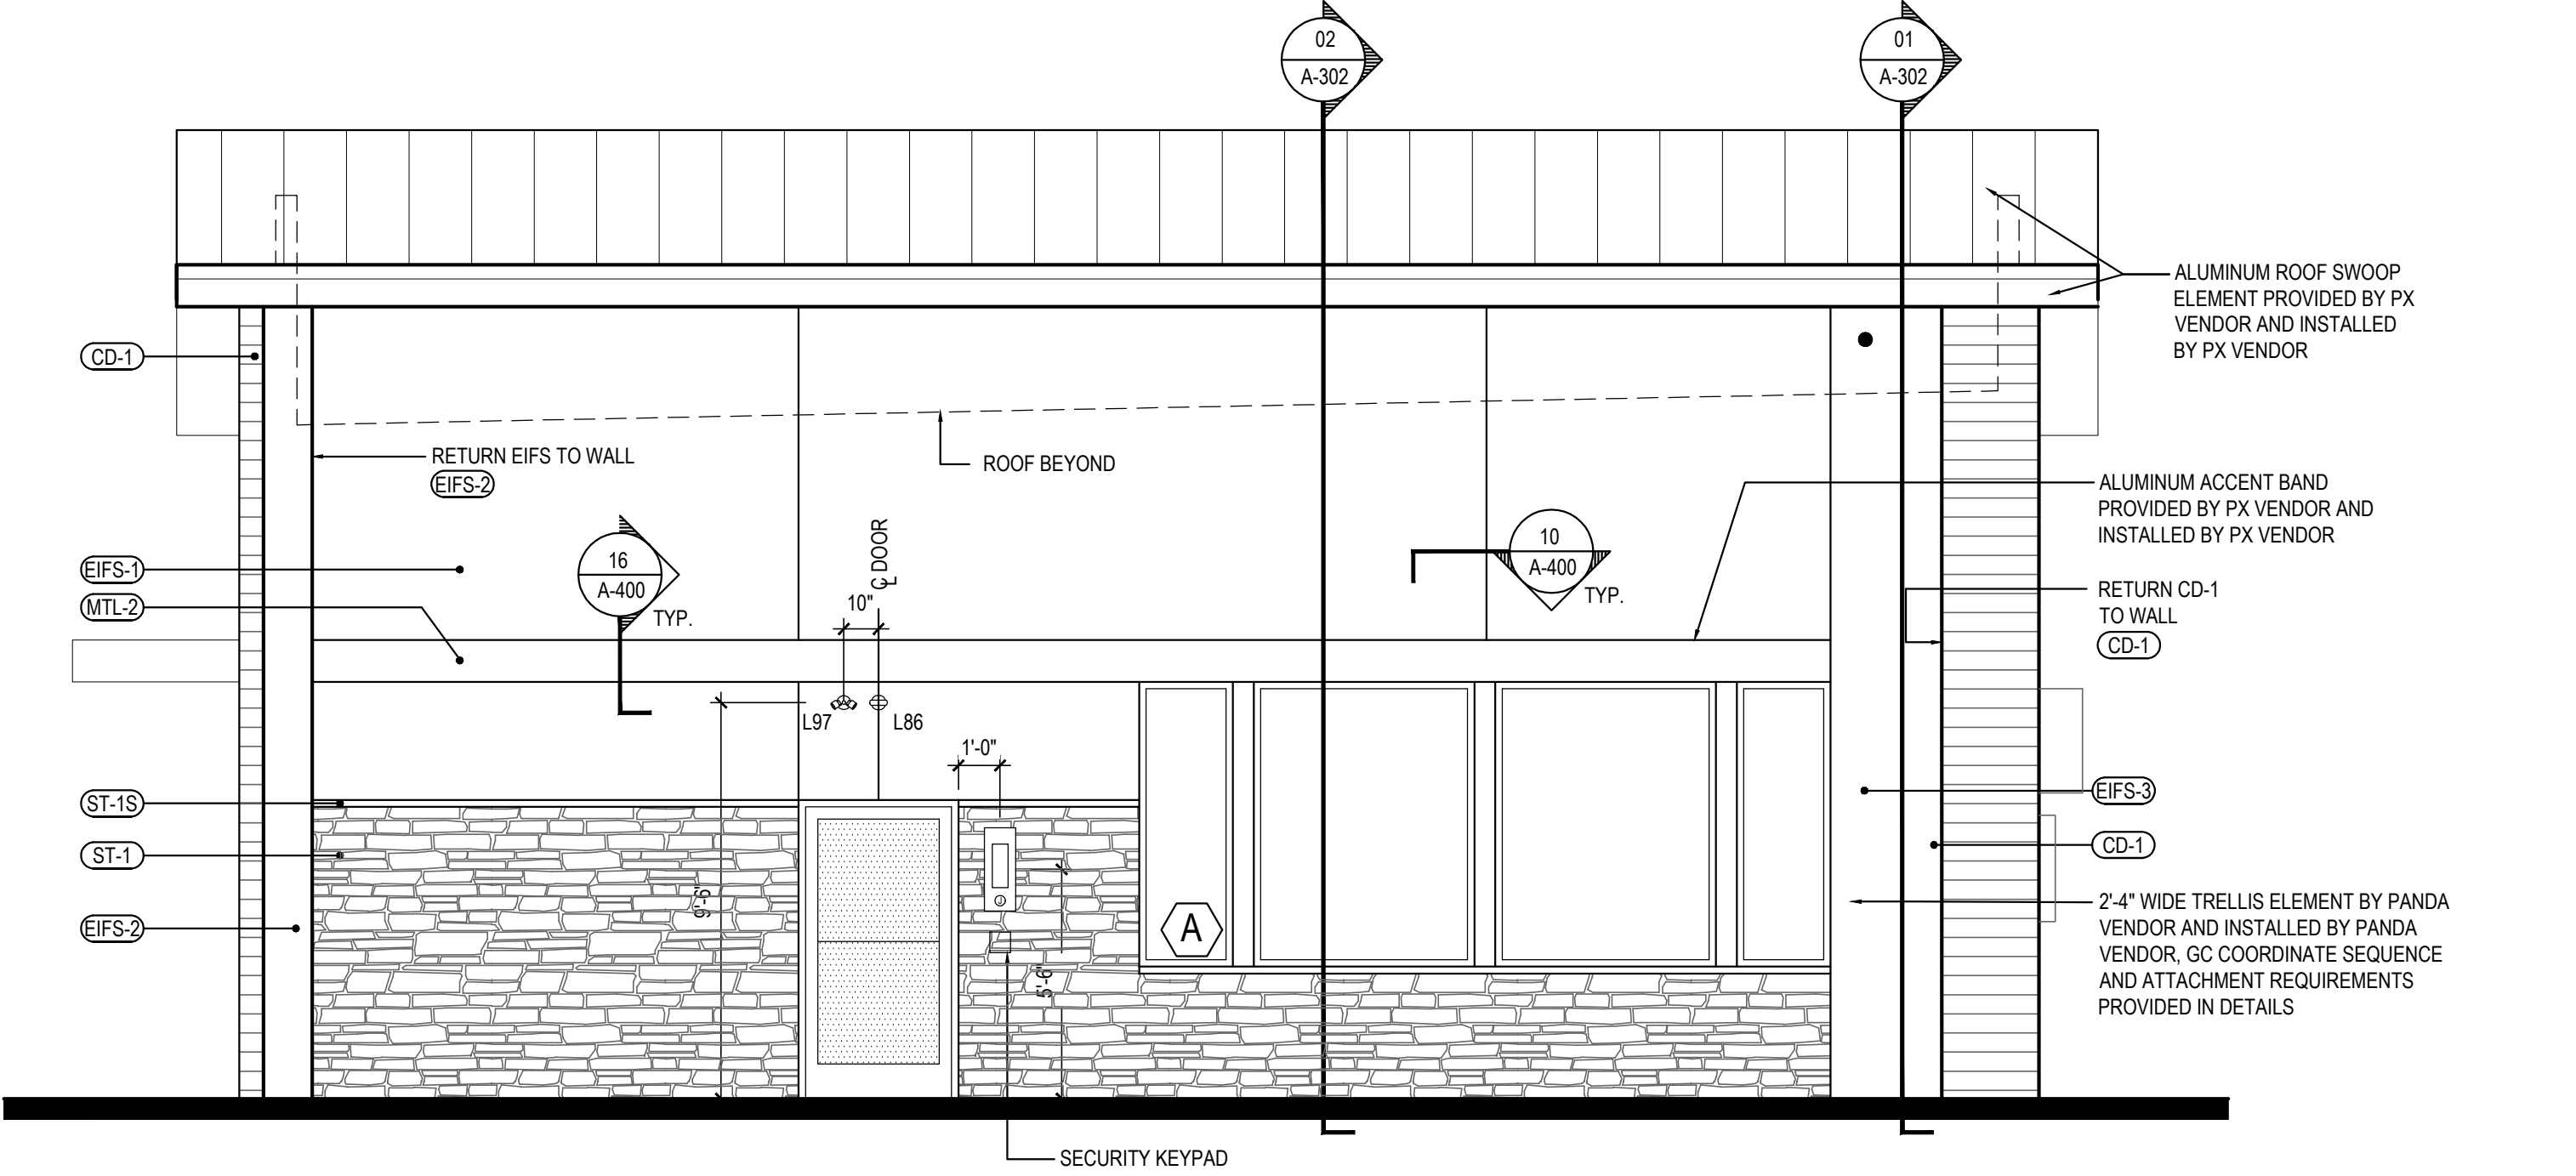 02
A-302
01
A-302
ALUMINUM ROOF SWOOP
ELEMENT PROVIDED BY PX
VENDOR AND INSTALLED
BY PX VENDOR
CD-1
RETURN EIFS TO WALL
EIFS-2
ROOF BEYOND
ALUMINUM ACCENT BAND
PROVIDED BY PX VENDOR AND
INSTALLED BY PX VENDOR
16
A-400
TYP.
10"
℄ DOOR
10
A-400
TYP.
EIFS-1
MTL-2
RETURN CD-1
TO WALL
CD-1
L97
L86
1'-0"
ST-1S
ST-1
EIFS-2
9'-6"
J
5'-6"
A
EIFS-3
CD-1
2'-4" WIDE TRELLIS ELEMENT BY PANDA
VENDOR AND INSTALLED BY PANDA
VENDOR, GC COORDINATE SEQUENCE
AND ATTACHMENT REQUIREMENTS
PROVIDED IN DETAILS
SECURITY KEYPAD